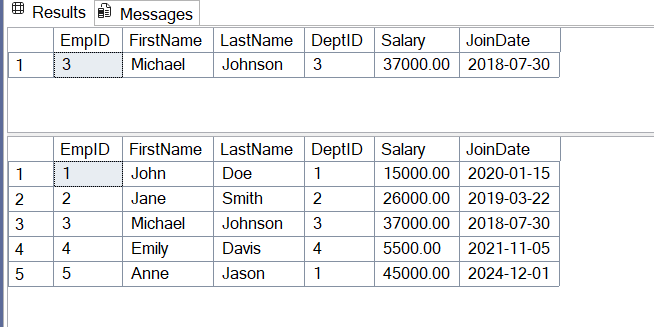 Results Messages
EmpID FirstName LastName DeptID Salary JoinDate
1 3 Michael Johnson 3 37000.00 2018-07-30
EmpID FirstName LastName DeptID Salary JoinDate
1 1 John Doe 1 15000.00 2020-01-15
2 2 Jane Smith 2 26000.00 2019-03-22
3 3 Michael Johnson 3 37000.00 2018-07-30
4 4 Emily Davis 4 5500.00 2021-11-05
5 5 Anne Jason 1 45000.00 2024-12-01